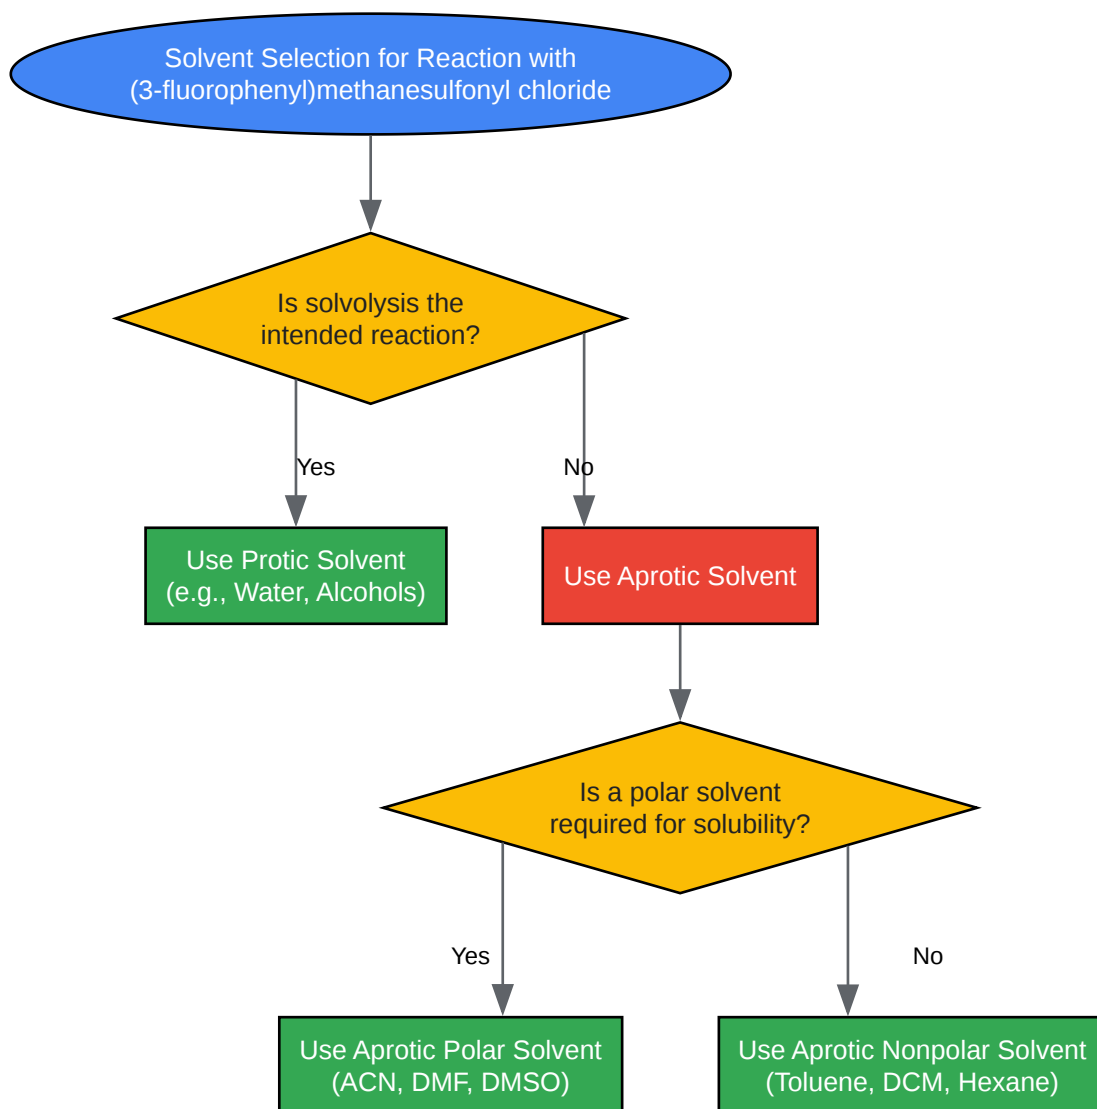 Solvent Selection for Reaction with
(3-fluorophenyl)methanesulfonyl chloride
Is solvolysis the
intended reaction?
Yes
No
Use Protic Solvent
(e.g., Water, Alcohols)
Use Aprotic Solvent
Is a polar solvent
required for solubility?
Yes
No
Use Aprotic Polar Solvent
(ACN, DMF, DMSO)
Use Aprotic Nonpolar Solvent
(Toluene, DCM, Hexane)